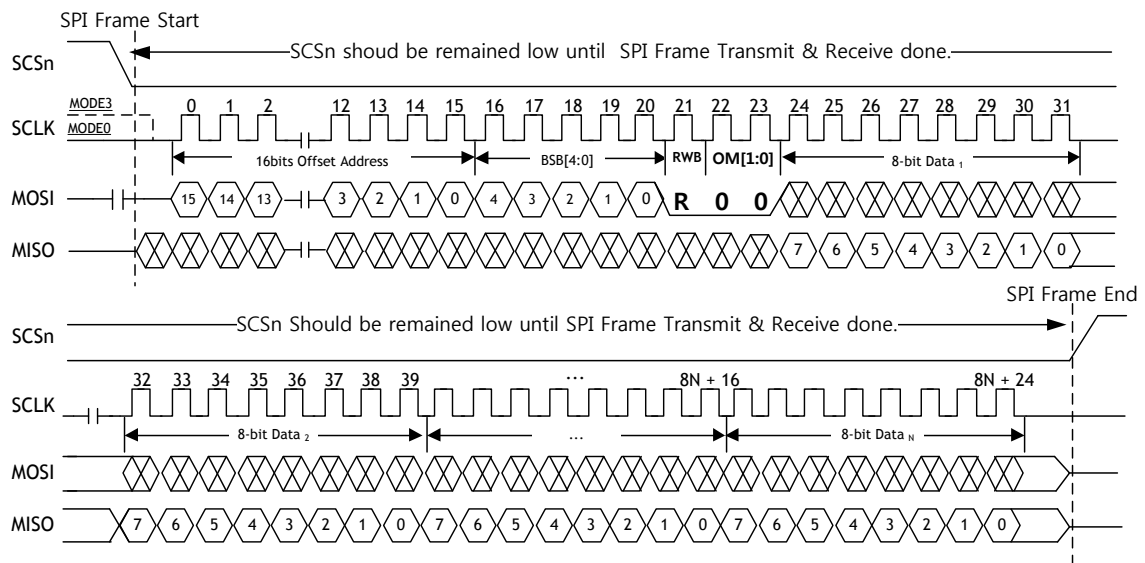 SPI Frame Start
SCSn shoud be remained low until SPI Frame Transmit & Receive done.
SCSn
MODE3
MODE0
SCLK
0 1 2 12 13 14 15 16 17 18 19 20 21 22 23 24 25 26 27 28 29 30 31
16bits Offset Address
BSB[4:0]
RWB
OM[1:0]
8-bit Data 1
MOSI
15 14 13 3 2 1 0 4 3 2 1 0 R 0 0
MISO
7 6 5 4 3 2 1 0
SPI Frame End
SCSn Should be remained low until SPI Frame Transmit & Receive done.
SCSn
32 33 34 35 36 37 38 39 ... 8N + 16 8N + 24
SCLK
8-bit Data 2
...
8-bit Data N
MOSI
MISO
7 6 5 4 3 2 1 0 7 6 5 4 3 2 1 0 7 6 5 4 3 2 1 0